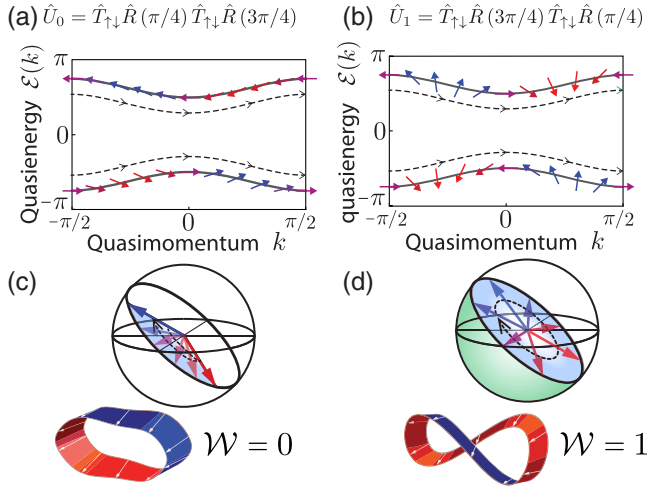 (a) Û₀ = T̂↑↓R̂(π/4) T̂↑↓R̂(3π/4)
(b) Û₁ = T̂↑↓R̂(3π/4) T̂↑↓R̂(π/4)
Quasienergy ℰ(k)
π
0
−π
−π/2
0
π/2
Quasimomentum k
quasienergy ℰ(k)
π
0
−π
−π/2
0
π/2
Quasimomentum k
(c)
(d)
𝒲 = 0
𝒲 = 1